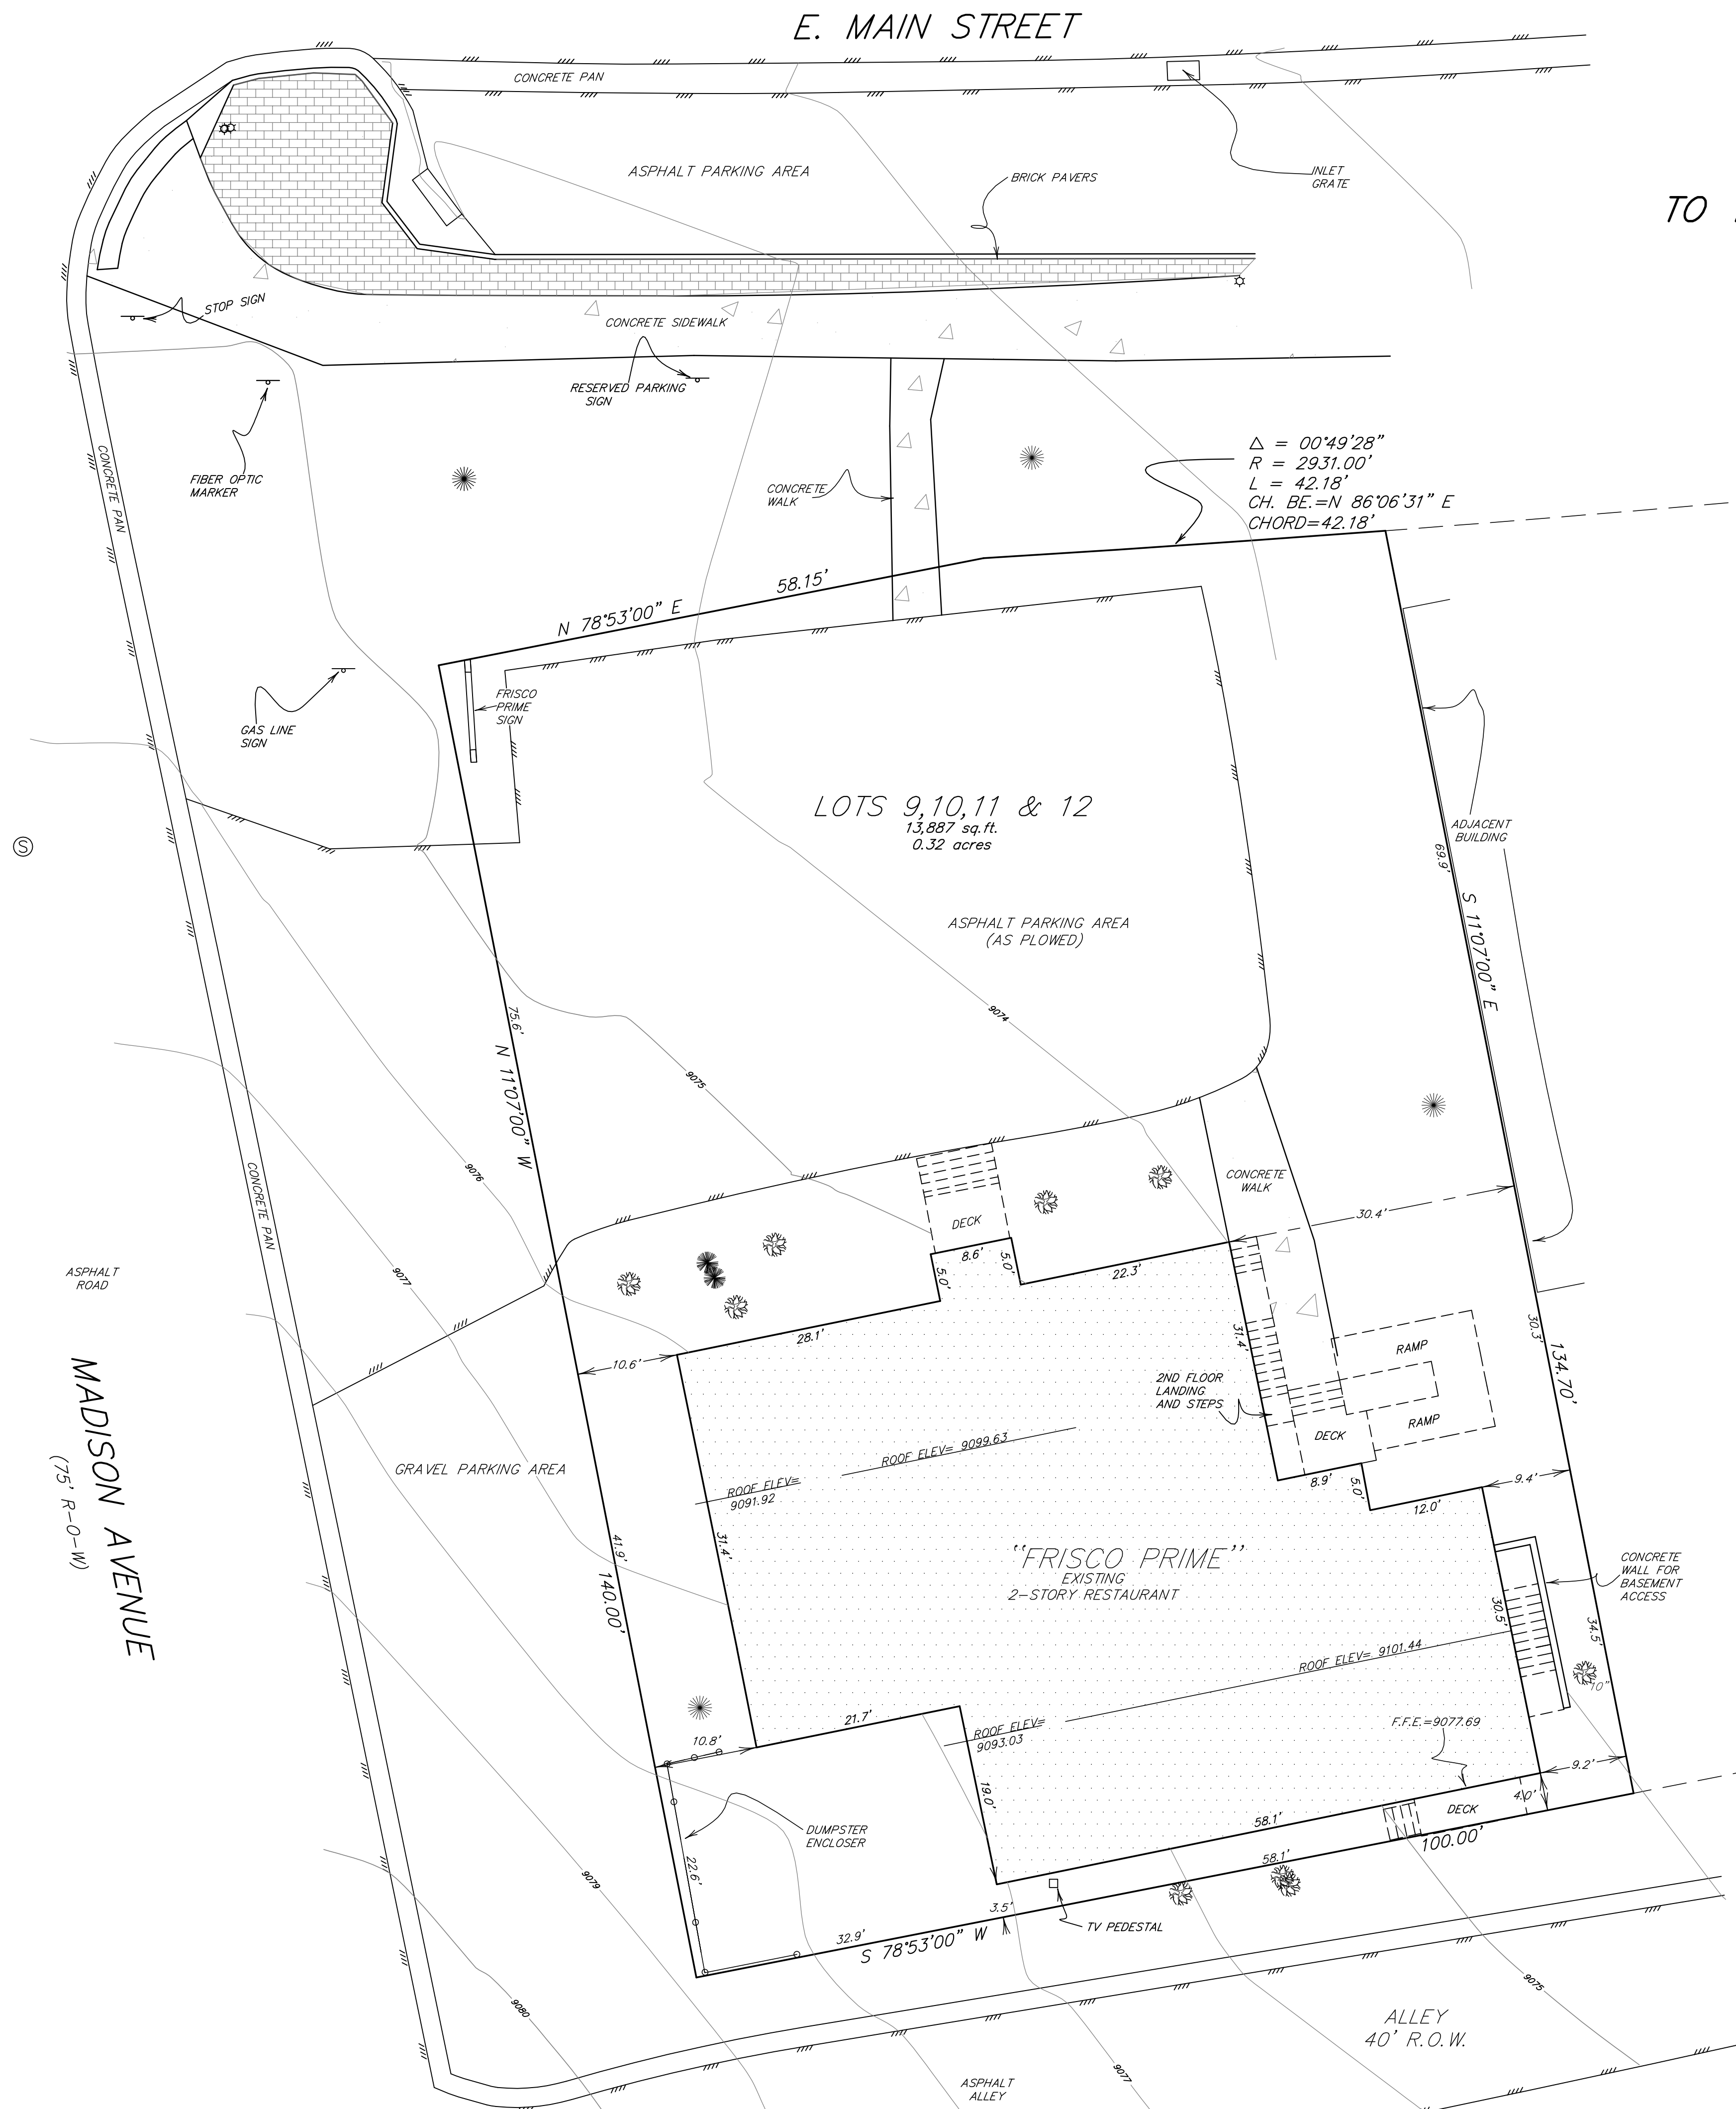 E. MAIN STREET
CONCRETE PAN
ASPHALT PARKING AREA
BRICK PAVERS
INLET
GRATE
STOP SIGN
CONCRETE SIDEWALK
RESERVED PARKING
SIGN
FIBER OPTIC
MARKER
CONCRETE PAN
CONCRETE
WALK
Δ = 00°49'28"
R = 2931.00'
L = 42.18'
CH. BE.=N 86°06'31" E
CHORD=42.18'
N 78°53'00" E
58.15'
FRISCO
PRIME
SIGN
GAS LINE
SIGN
LOTS 9,10,11 & 12
13,887 sq.ft.
0.32 acres
S
ADJACENT
BUILDING
69.9'
S 11°07'00" E
ASPHALT PARKING AREA
(AS PLOWED)
9074
75.6'
N 11°07'00" W
9075
9076
CONCRETE PAN
CONCRETE
WALK
DECK
30.4'
8.6'
5.0'
5.0'
22.3'
ASPHALT
ROAD
9077
28.1'
10.6'
31.4'
30.3'
134.70'
RAMP
2ND FLOOR
LANDING
AND STEPS
RAMP
DECK
MADISON AVENUE
(75' R-O-W)
GRAVEL PARKING AREA
ROOF ELEV= 9099.63
ROOF ELEV=
9091.92
8.9'
5.0'
12.0'
9.4'
41.9'
31.4'
140.00'
"FRISCO PRIME"
EXISTING
2-STORY RESTAURANT
CONCRETE
WALL FOR
BASEMENT
ACCESS
30.5'
34.5'
ROOF ELEV= 9101.44
10"
21.7'
10.8'
ROOF ELEV=
9093.03
F.F.E.=9077.69
9.2'
19.0'
4.0'
DECK
58.1'
100.00'
DUMPSTER
ENCLOSER
22.6'
58.1'
9079
3.5'
TV PEDESTAL
32.9'
S 78°53'00" W
9075
9080
ALLEY
40' R.O.W.
9077
ASPHALT
ALLEY
TO